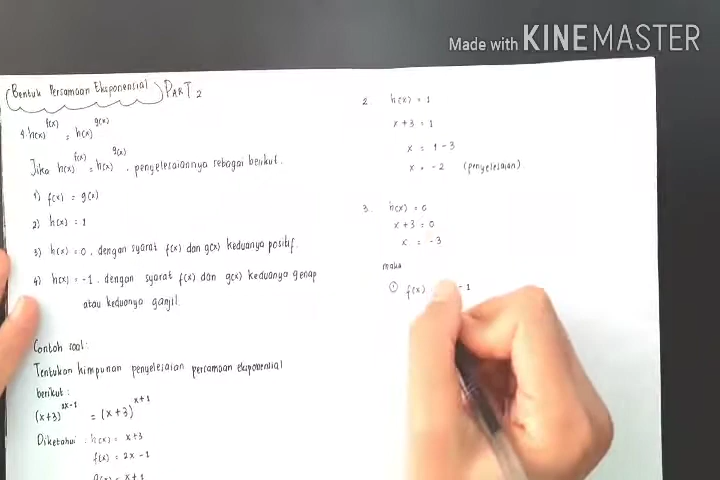 Made with KINEMASTER
Bentuk Persamaan Eksponensial PART 2
4. h(x)^f(x) = h(x)^g(x)
Jika h(x)^f(x) = h(x)^g(x), penyelesaiannya sebagai berikut.
1) f(x) = g(x)
2) h(x) = 1
3) h(x) = 0, dengan syarat f(x) dan g(x) keduanya positif.
4) h(x) = -1, dengan syarat f(x) dan g(x) keduanya genap
atau keduanya ganjil.
Contoh soal:
Tentukan himpunan penyelesaian persamaan eksponensial
berikut:
(x+3)^2x-1 = (x+3)^x+1
Diketahui : h(x) = x+3
f(x) = 2x -1
g(x) = x+1
2. h(x) = 1
x+3 = 1
x = 1-3
x = -2 (penyelesaian)
3. h(x) = 0
x+3 = 0
x = -3
maka
① f(x) - 1